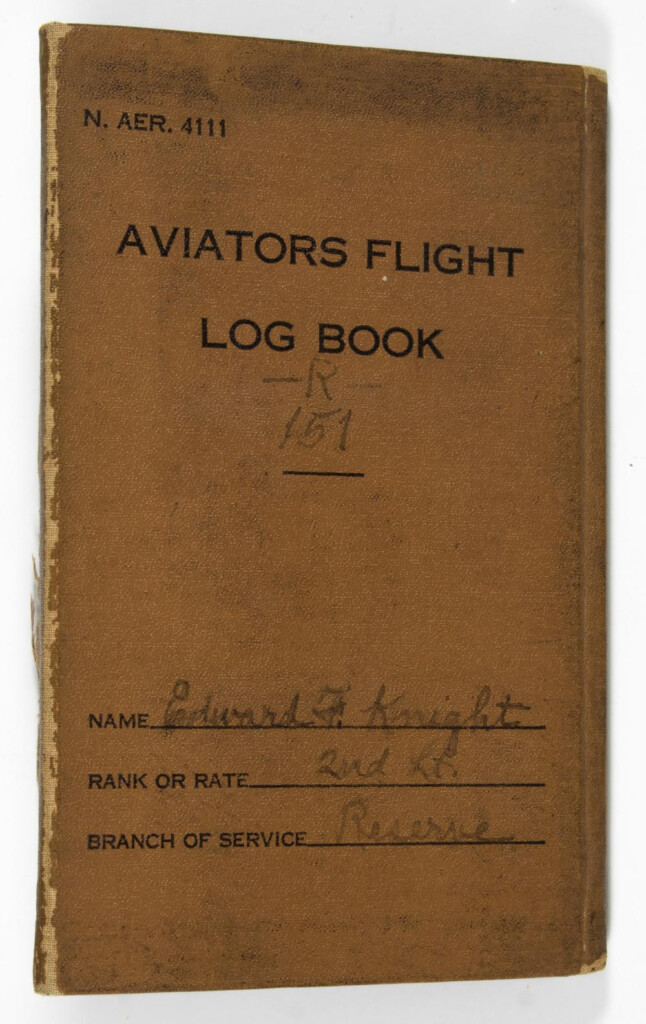 N. AER. 4111
AVIATORS FLIGHT
LOG BOOK
— R —
151
NAME Edward F. Knight
RANK OR RATE 2nd Lt.
BRANCH OF SERVICE Reserve